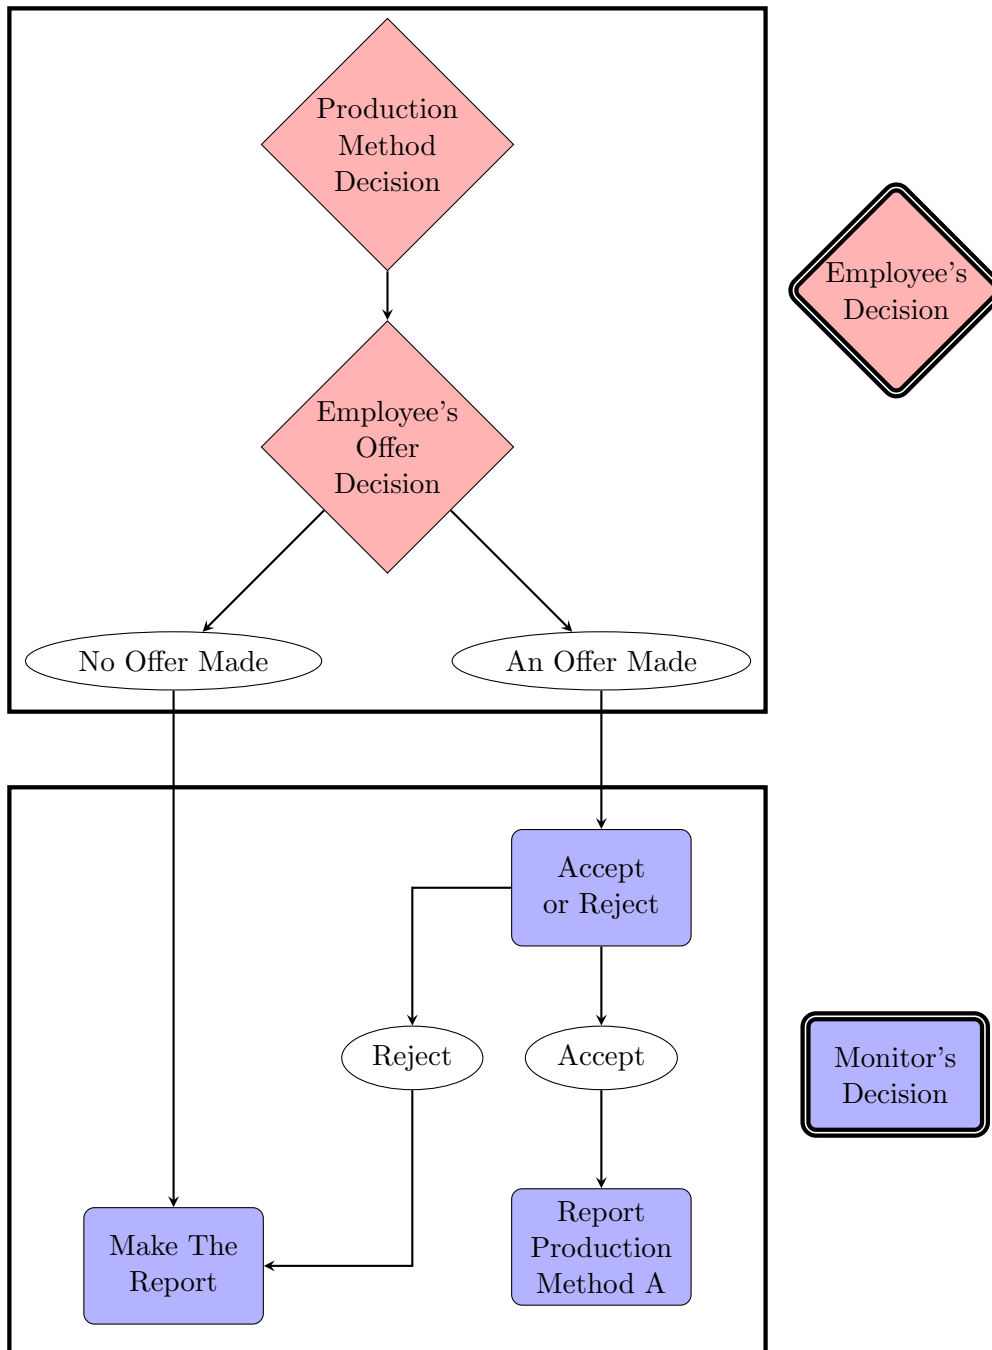 Production
Method
Decision
Employee's
Decision
Employee's
Offer
Decision
No Offer Made
An Offer Made
Accept
or Reject
Reject
Accept
Monitor's
Decision
Make The
Report
Report
Production
Method A